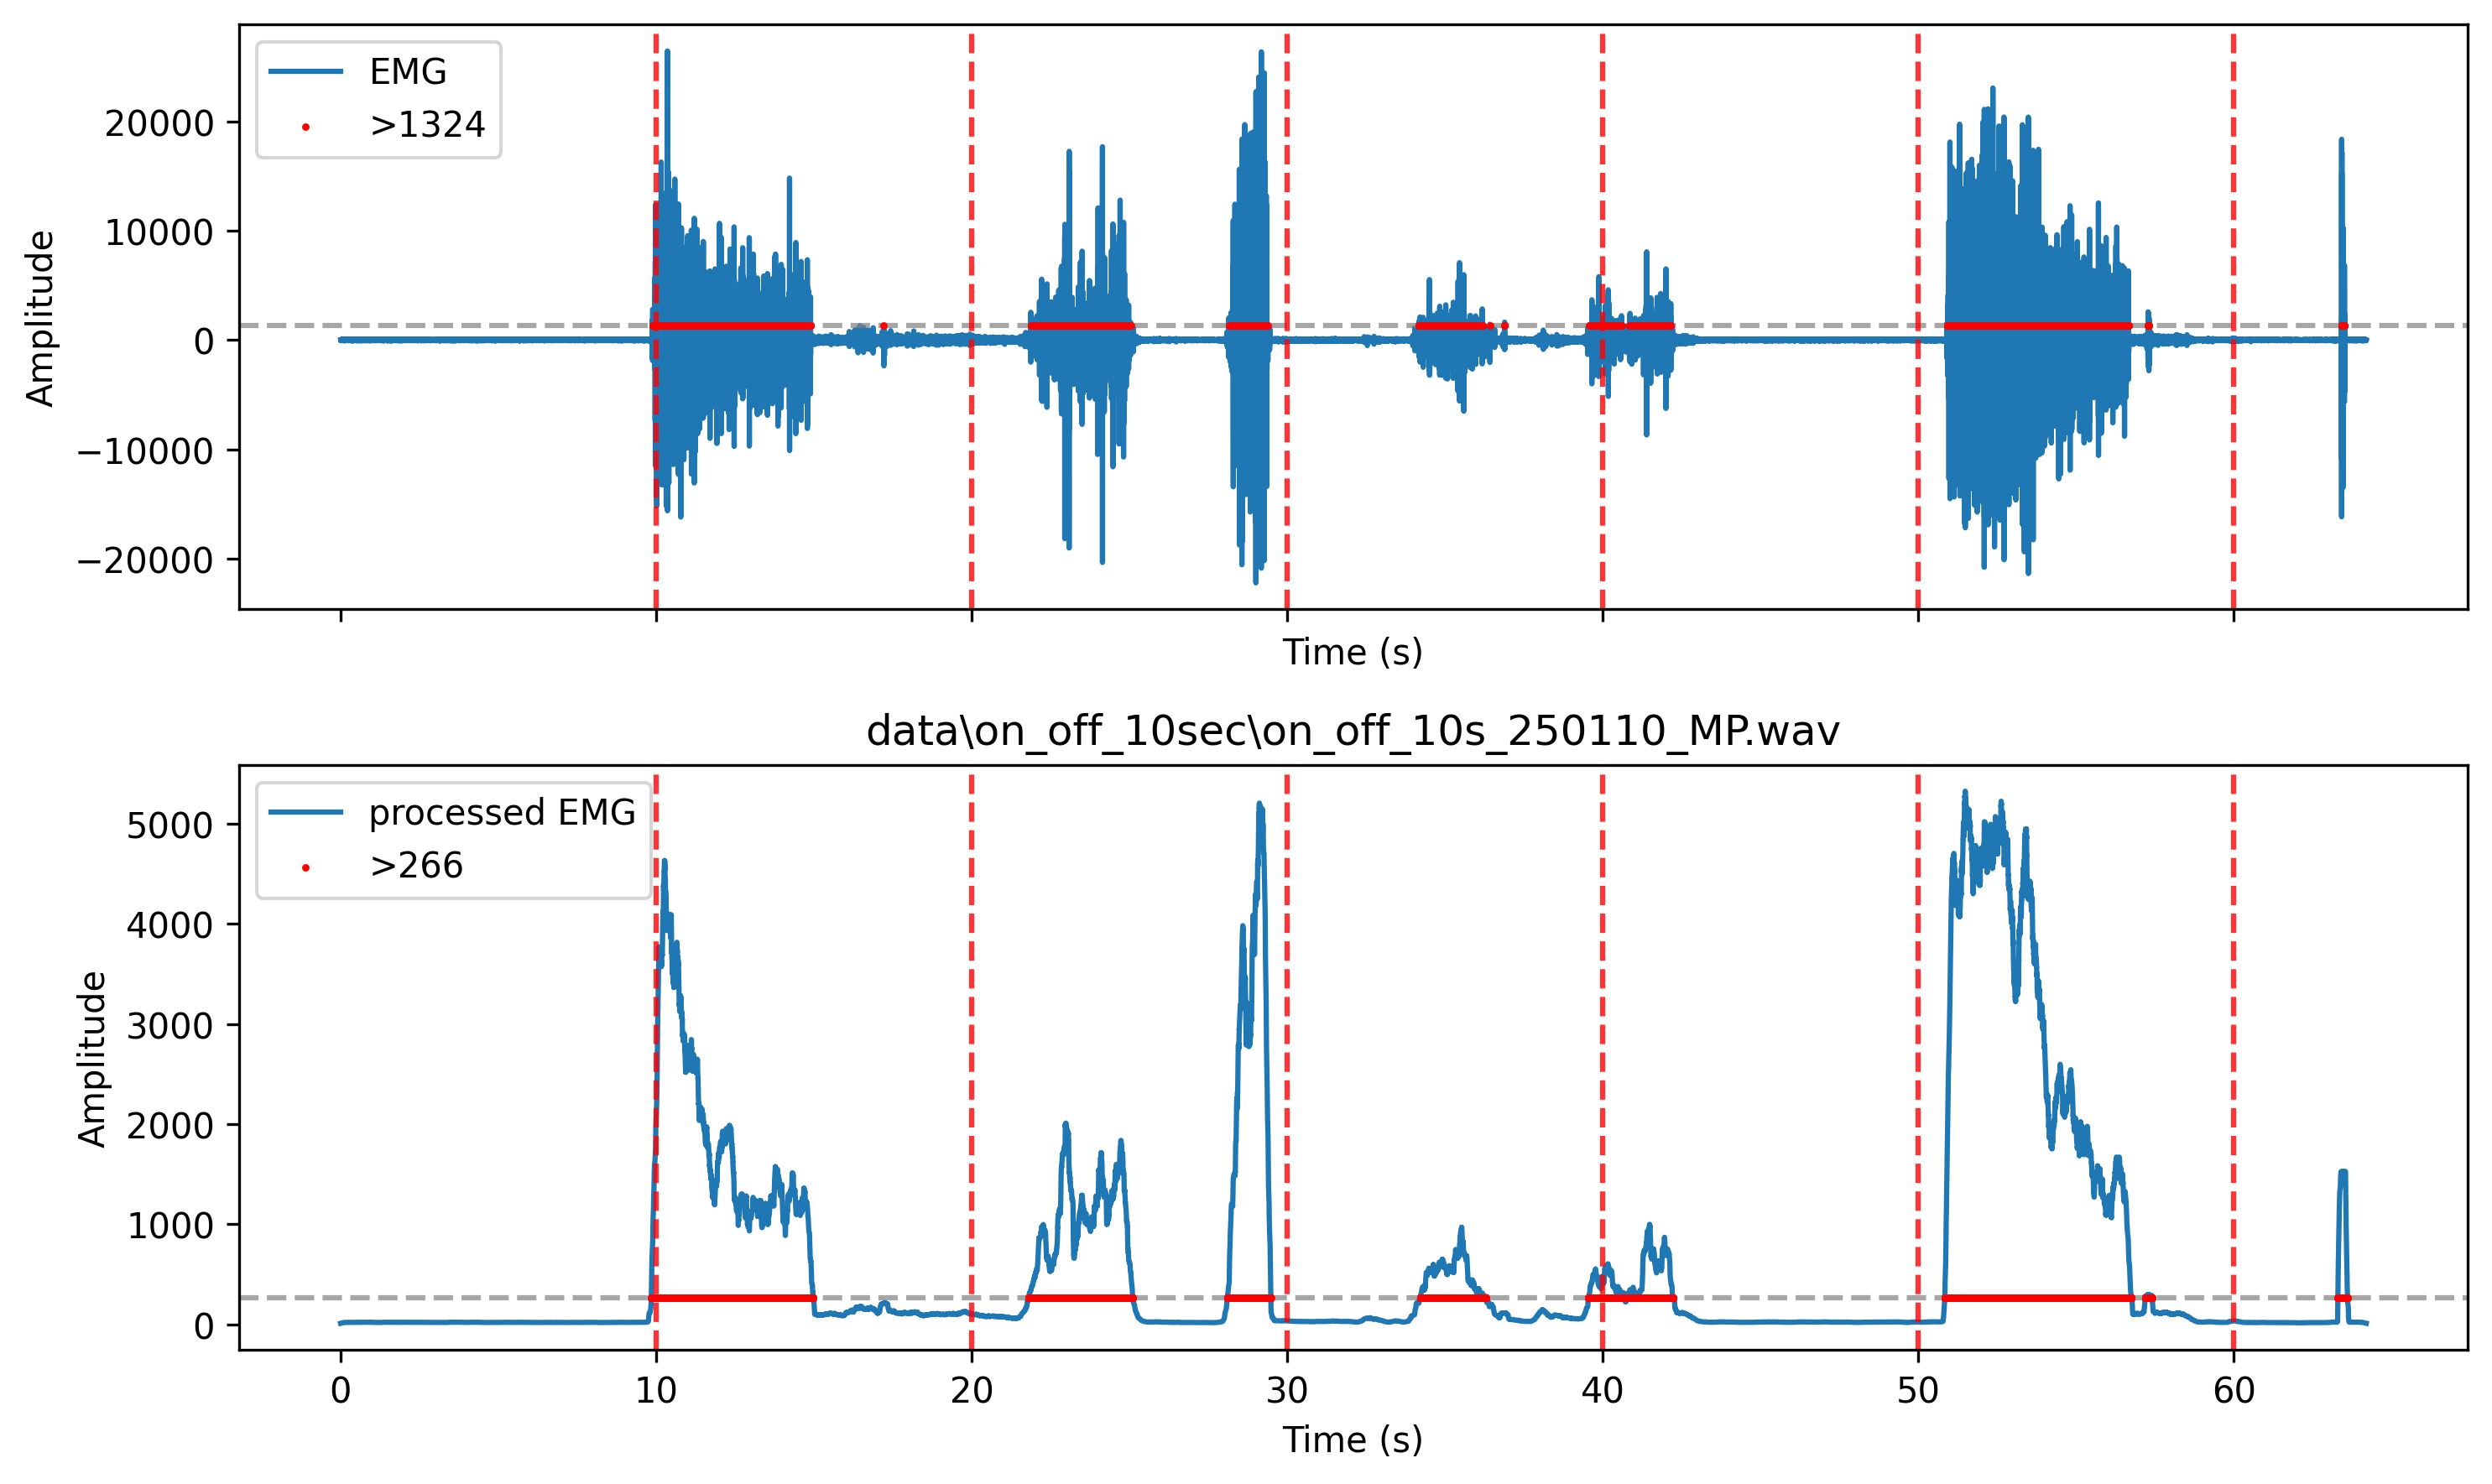 EMG
>1324
20000
10000
0
−10000
−20000
Amplitude
Time (s)
data\on_off_10sec\on_off_10s_250110_MP.wav
processed EMG
>266
5000
4000
3000
2000
1000
0
Amplitude
0 10 20 30 40 50 60
Time (s)